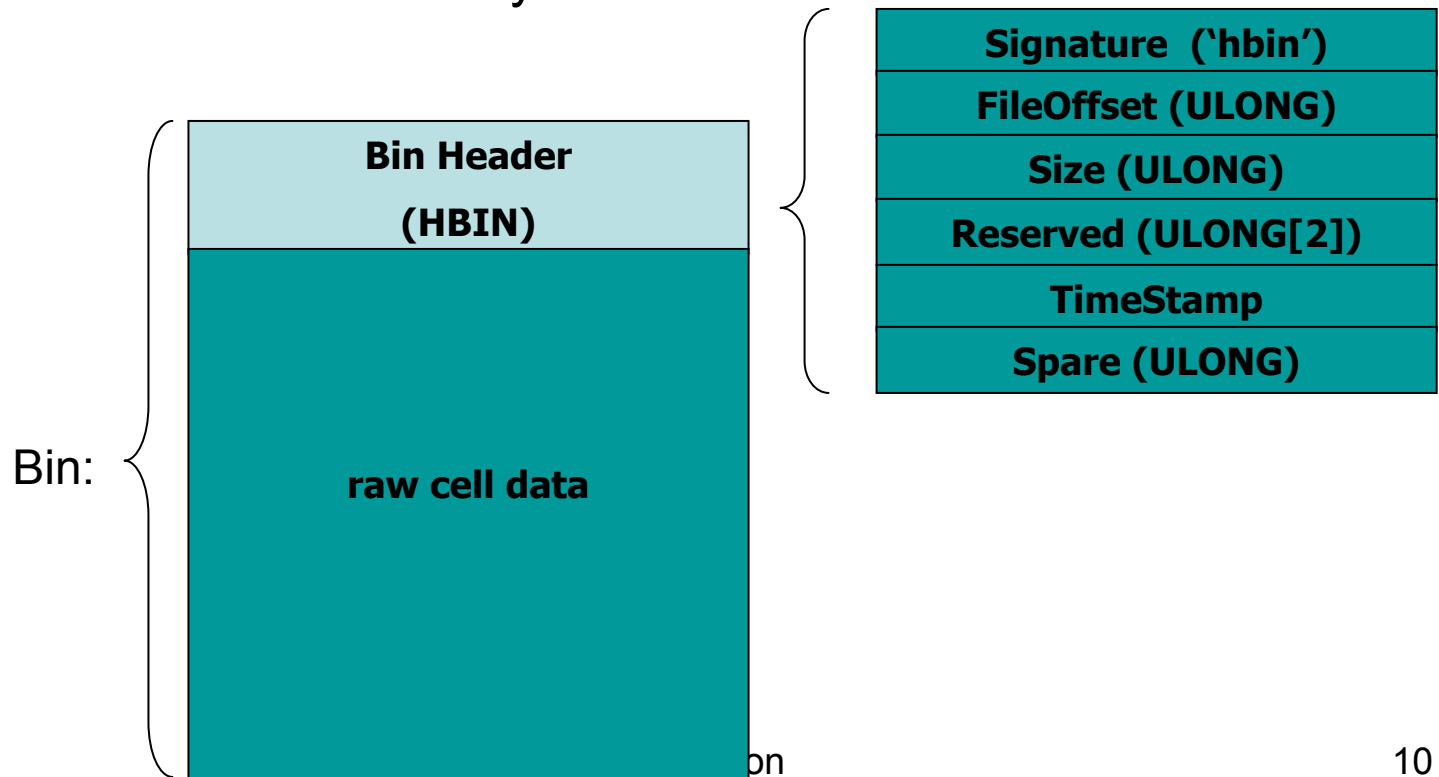 Signature (‘hbin’)
FileOffset (ULONG)
Size (ULONG)
Reserved (ULONG[2])
TimeStamp
Spare (ULONG)
Bin Header
(HBIN)
Bin:
raw cell data
10